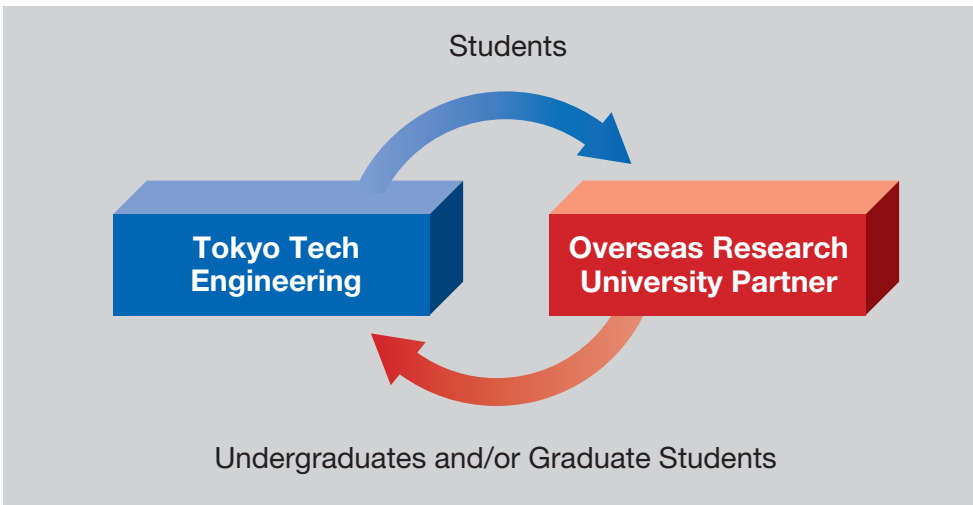 Students
Tokyo Tech
Engineering
Overseas Research
University Partner
Undergraduates and/or Graduate Students